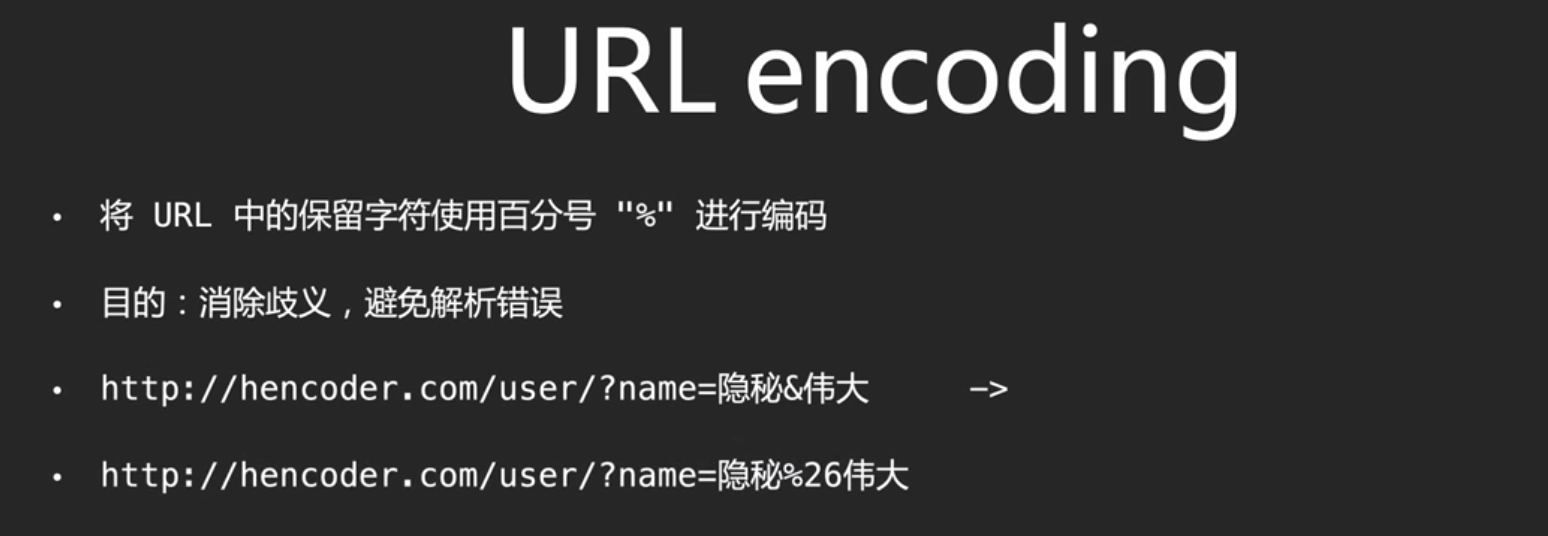 URL encoding
• 将 URL 中的保留字符使用百分号 "%" 进行编码
• 目的：消除歧义，避免解析错误
• http://hencoder.com/user/?name=隐秘&伟大 ->
• http://hencoder.com/user/?name=隐秘%26伟大